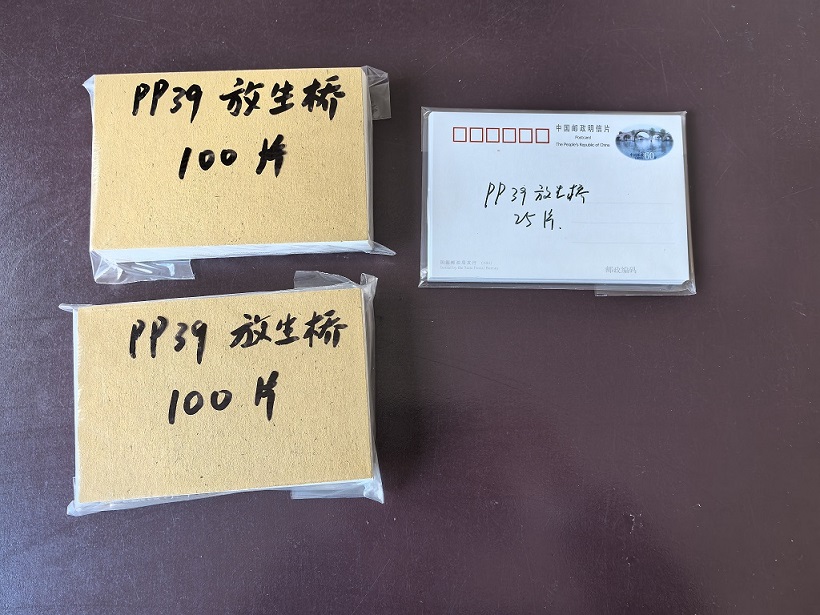 PP39 放生桥
100 片
PP39 放生桥
100 片
中国邮政明信片
Postcard
The People's Republic of China
60
PP39 放生桥
25 片.
邮政编码